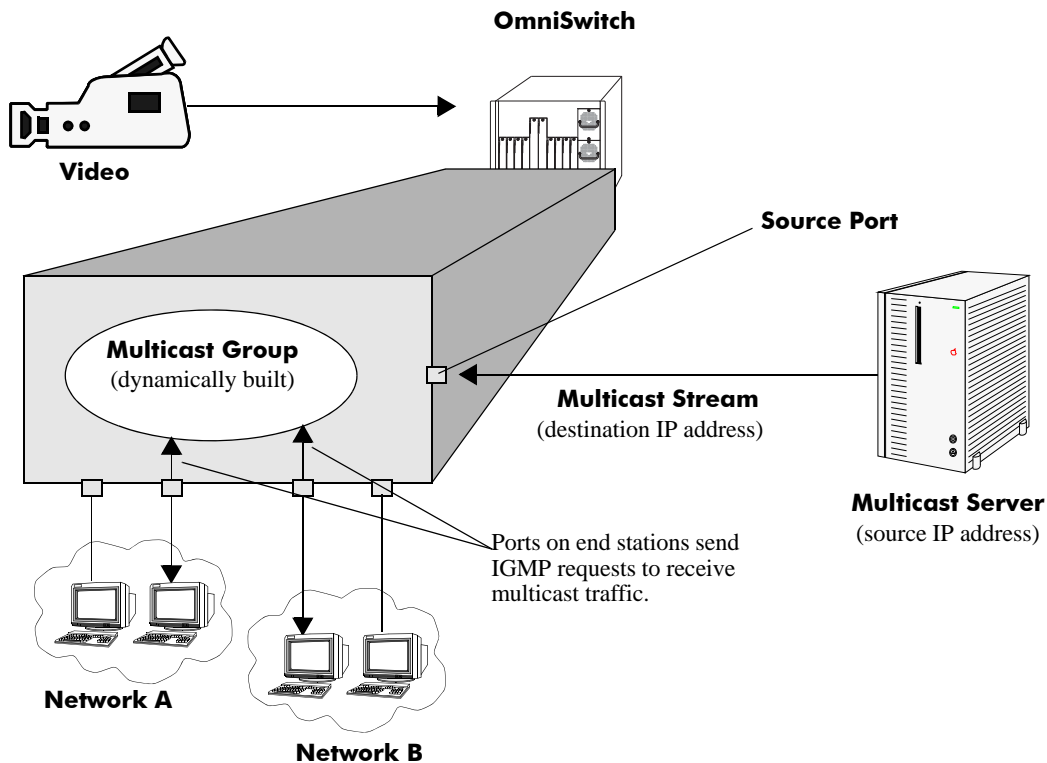 OmniSwitch
Video
Source Port
Multicast Group
(dynamically built)
Multicast Stream
(destination IP address)
Multicast Server
(source IP address)
Ports on end stations send
IGMP requests to receive
multicast traffic.
Network A
Network B